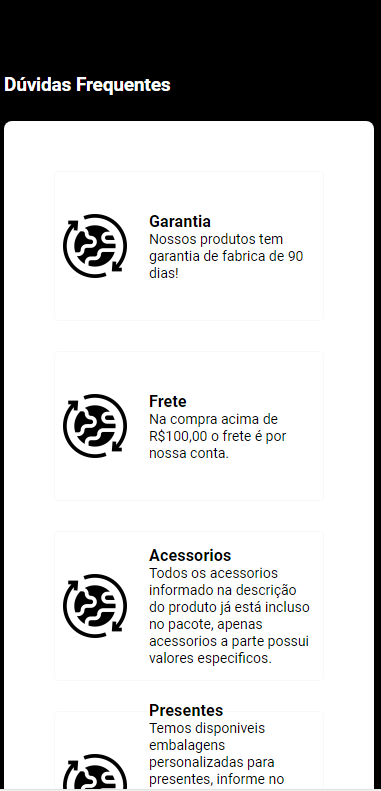 Dúvidas Frequentes
Garantia
Nossos produtos tem
garantia de fabrica de 90
dias!
Frete
Na compra acima de
R$100,00 o frete é por
nossa conta.
Acessorios
Todos os acessorios
informado na descrição
do produto já está incluso
no pacote, apenas
acessorios a parte possui
valores especificos.
Presentes
Temos disponiveis
embalagens
personalizadas para
presentes, informe no